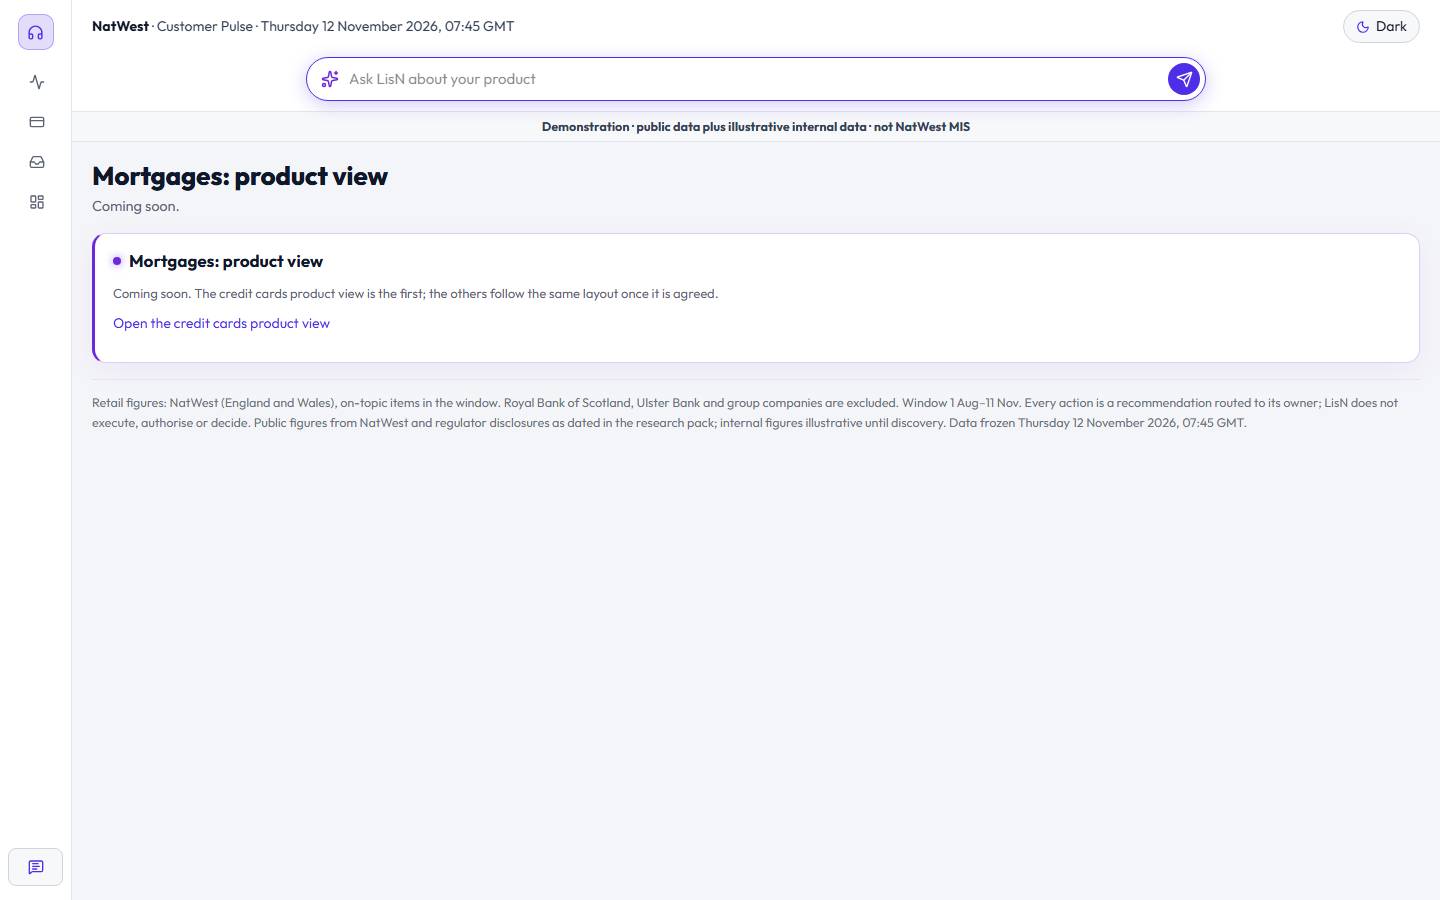 NatWest · Customer Pulse · Thursday 12 November 2026, 07:45 GMT
Dark
Ask LisN about your product
Demonstration · public data plus illustrative internal data · not NatWest MIS
Mortgages: product view
Coming soon.
Mortgages: product view
Coming soon. The credit cards product view is the first; the others follow the same layout once it is agreed.
Open the credit cards product view
Retail figures: NatWest (England and Wales), on-topic items in the window. Royal Bank of Scotland, Ulster Bank and group companies are excluded. Window 1 Aug–11 Nov. Every action is a recommendation routed to its owner; LisN does not
execute, authorise or decide. Public figures from NatWest and regulator disclosures as dated in the research pack; internal figures illustrative until discovery. Data frozen Thursday 12 November 2026, 07:45 GMT.